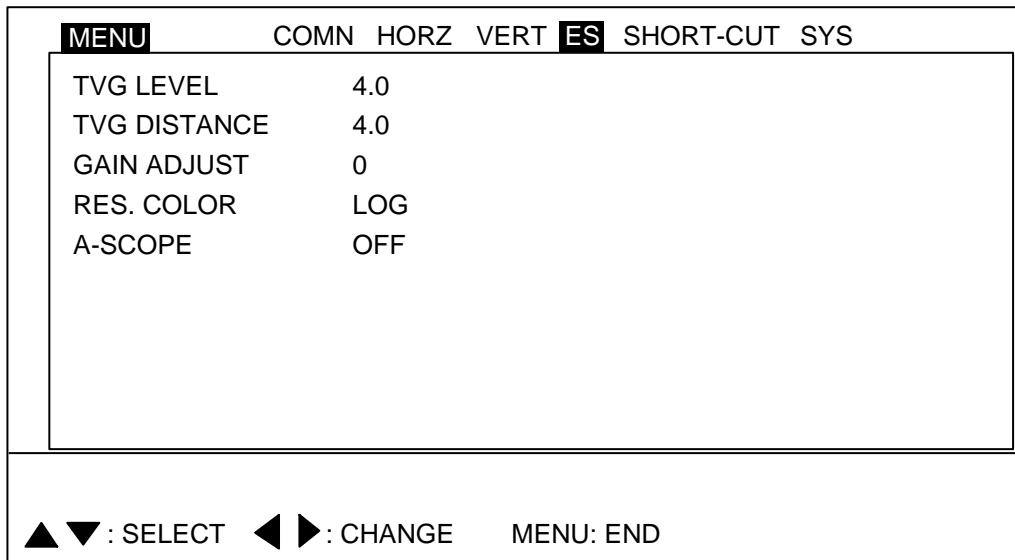 MENU COMN HORZ VERT ES SHORT-CUT SYS
TVG LEVEL 4.0
TVG DISTANCE 4.0
GAIN ADJUST 0
RES. COLOR LOG
A-SCOPE OFF
▲ ▼ : SELECT ◀ ▶ : CHANGE MENU: END